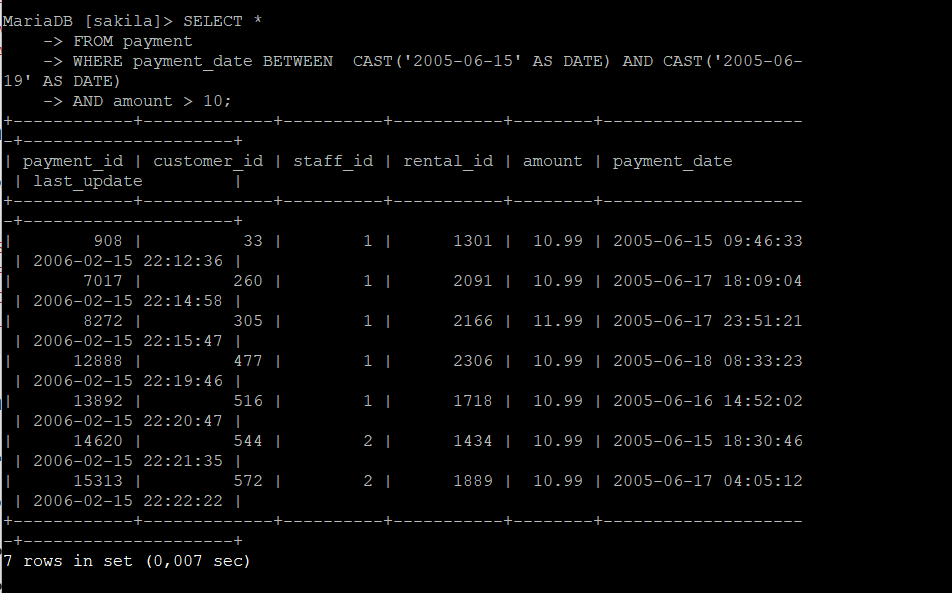 MariaDB [sakila]> SELECT *
    -> FROM payment
    -> WHERE payment_date BETWEEN  CAST('2005-06-15' AS DATE) AND CAST('2005-06-
19' AS DATE)
    -> AND amount > 10;
+------------+-------------+----------+-----------+--------+--------------------
-+---------------------+
| payment_id | customer_id | staff_id | rental_id | amount | payment_date
 | last_update         |
+------------+-------------+----------+-----------+--------+--------------------
-+---------------------+
|        908 |          33 |        1 |      1301 |  10.99 | 2005-06-15 09:46:33
 | 2006-02-15 22:12:36 |
|       7017 |         260 |        1 |      2091 |  10.99 | 2005-06-17 18:09:04
 | 2006-02-15 22:14:58 |
|       8272 |         305 |        1 |      2166 |  11.99 | 2005-06-17 23:51:21
 | 2006-02-15 22:15:47 |
|      12888 |         477 |        1 |      2306 |  10.99 | 2005-06-18 08:33:23
 | 2006-02-15 22:19:46 |
|      13892 |         516 |        1 |      1718 |  10.99 | 2005-06-16 14:52:02
 | 2006-02-15 22:20:47 |
|      14620 |         544 |        2 |      1434 |  10.99 | 2005-06-15 18:30:46
 | 2006-02-15 22:21:35 |
|      15313 |         572 |        2 |      1889 |  10.99 | 2005-06-17 04:05:12
 | 2006-02-15 22:22:22 |
+------------+-------------+----------+-----------+--------+--------------------
-+---------------------+
7 rows in set (0,007 sec)